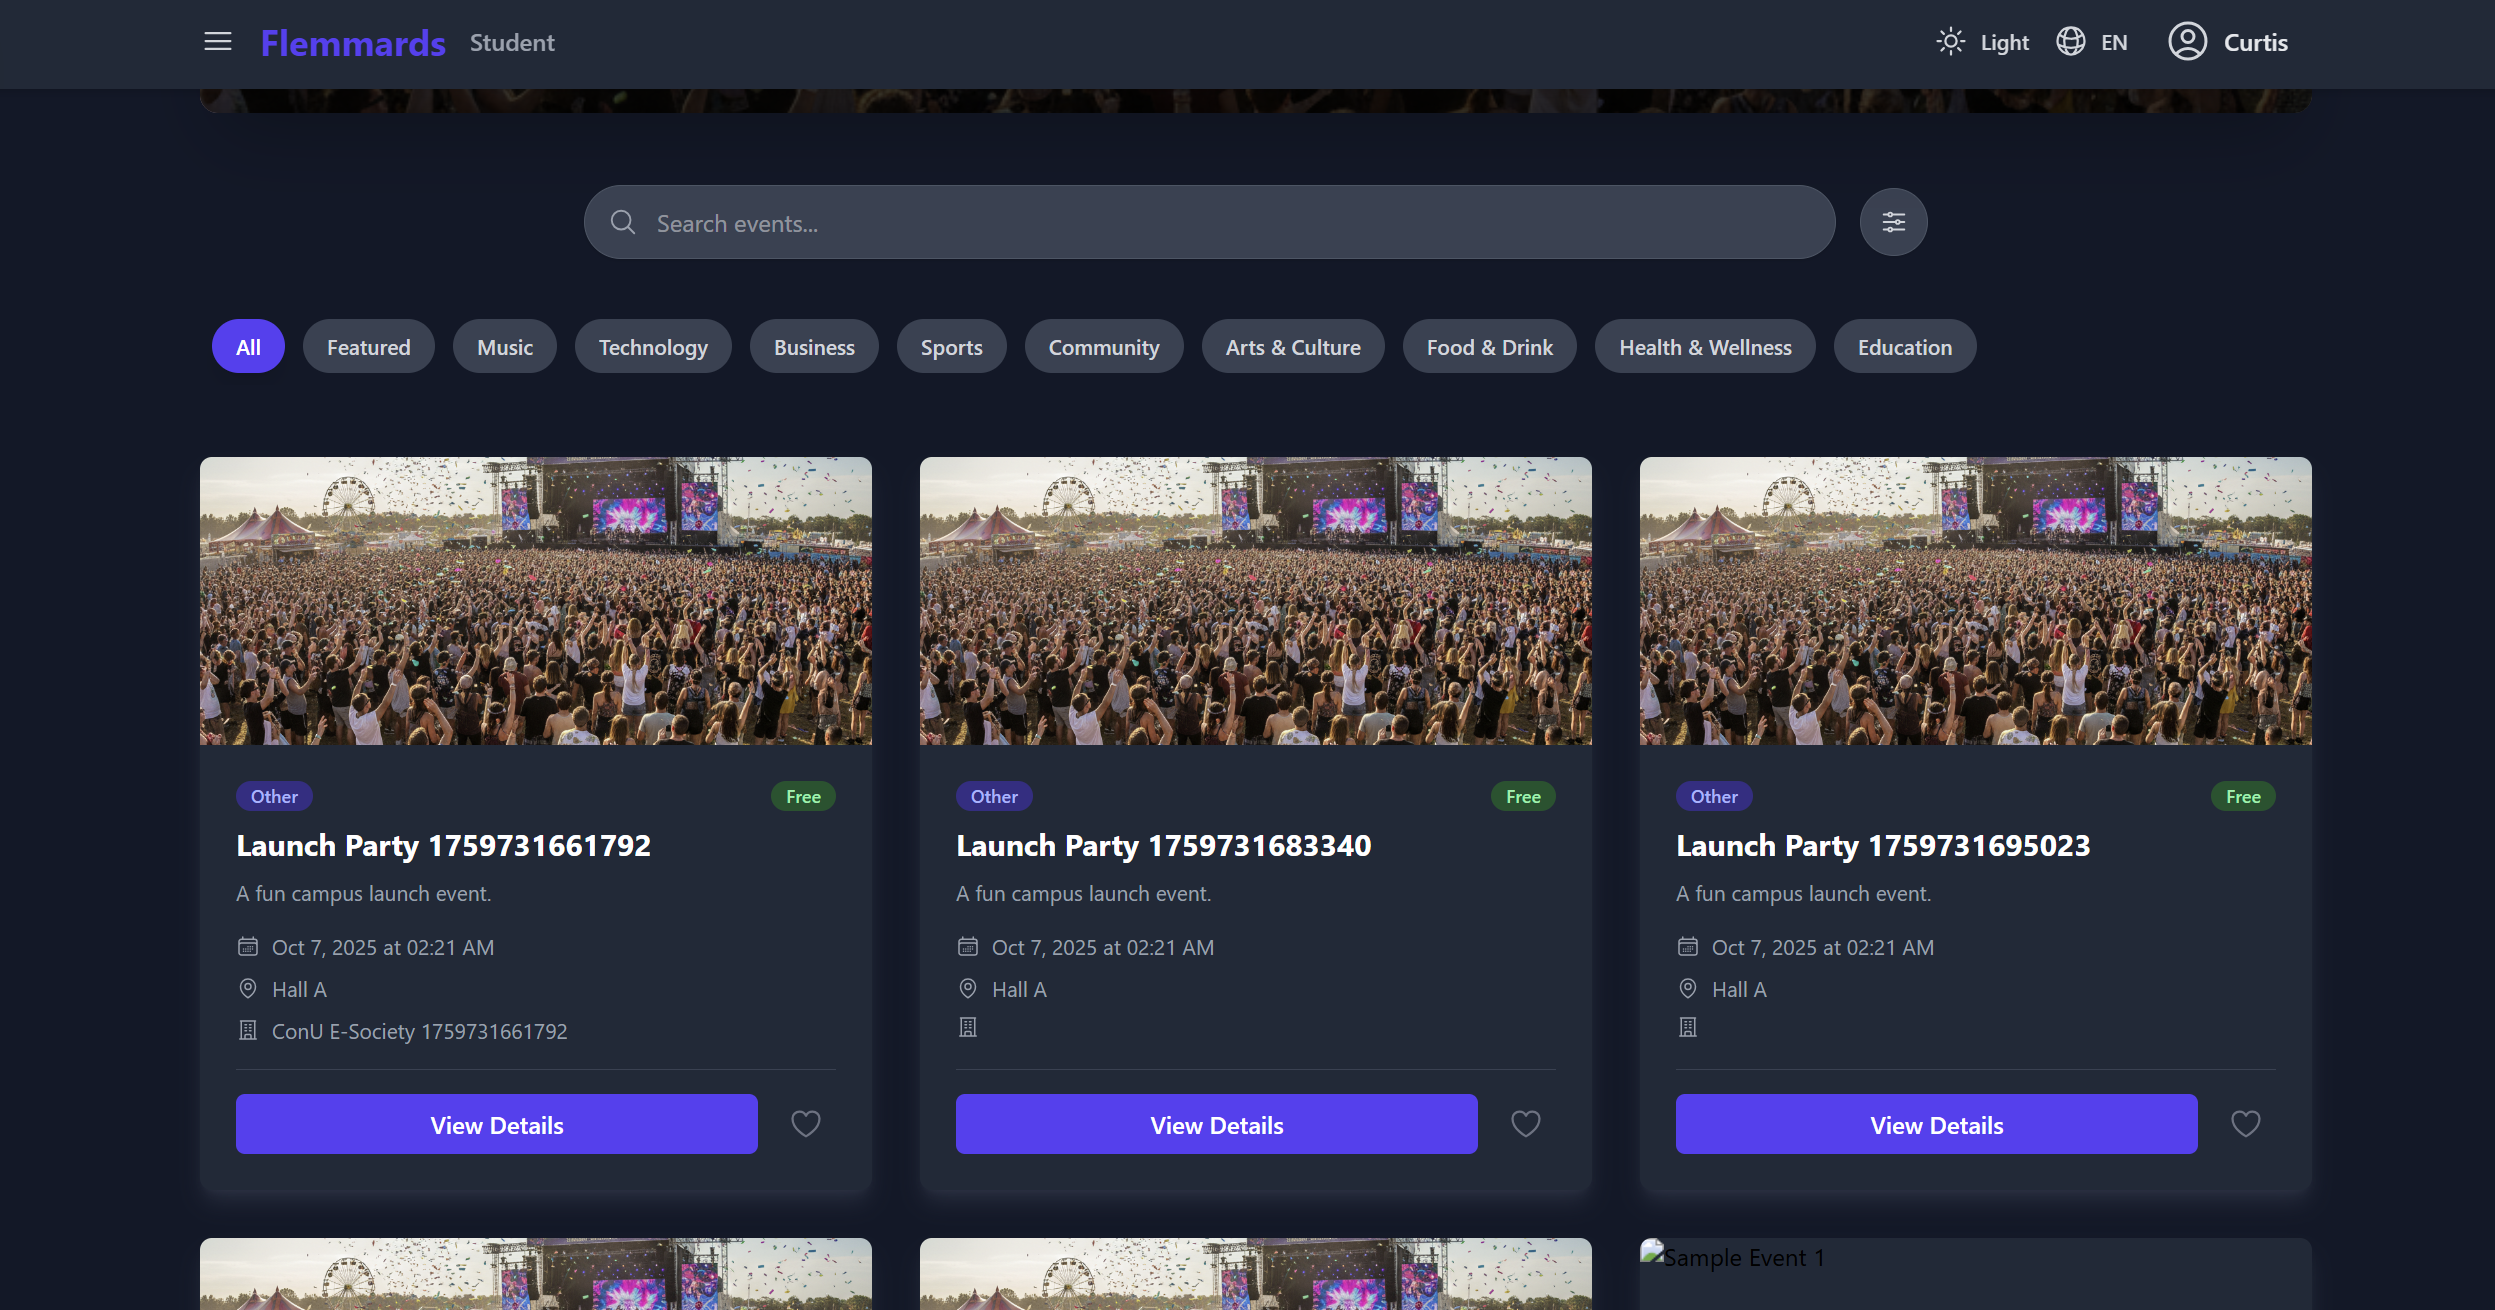 Flemmards Student Light EN Curtis
Search events...
All Featured Music Technology Business Sports Community Arts & Culture Food & Drink Health & Wellness Education
Other Free
Launch Party 1759731661792
A fun campus launch event.
Oct 7, 2025 at 02:21 AM
Hall A
ConU E-Society 1759731661792
View Details
Other Free
Launch Party 1759731683340
A fun campus launch event.
Oct 7, 2025 at 02:21 AM
Hall A
View Details
Other Free
Launch Party 1759731695023
A fun campus launch event.
Oct 7, 2025 at 02:21 AM
Hall A
View Details
Sample Event 1